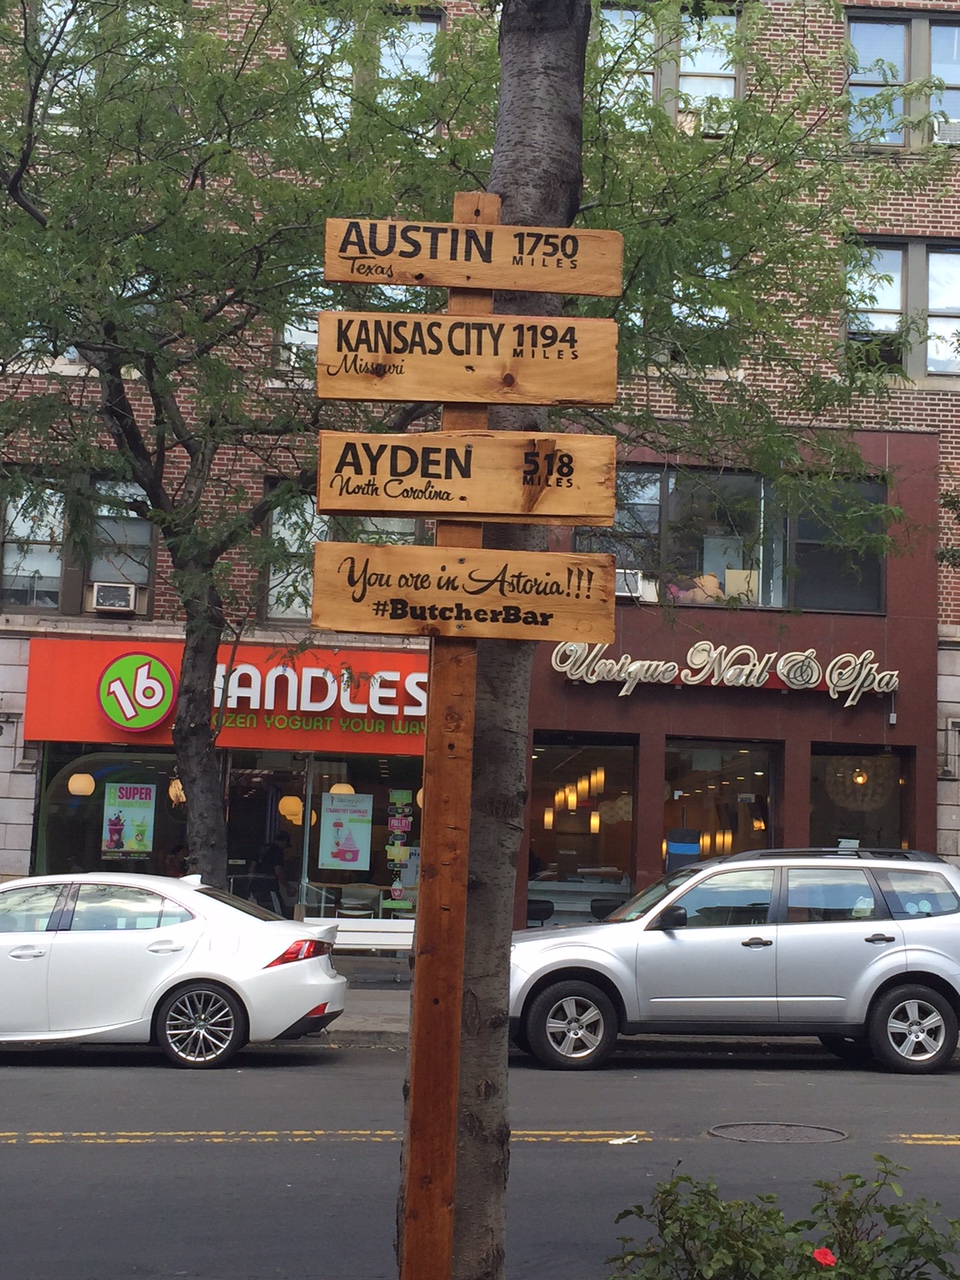 AUSTIN 1750
Texas MILES
KANSAS CITY 1194
Missouri MILES
AYDEN 518
North Carolina MILES
You are in Astoria!!!
#ButcherBar
16 HANDLES
OZEN YOGURT YOUR WAY
Unique Nail & Spa
SUPER